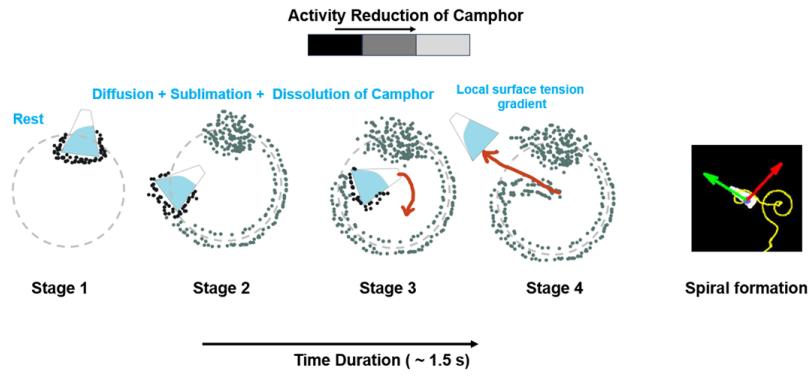 Activity Reduction of Camphor
Diffusion + Sublimation + Dissolution of Camphor
Local surface tension
gradient
Rest
Stage 1
Stage 2
Stage 3
Stage 4
Spiral formation
Time Duration ( ~ 1.5 s)